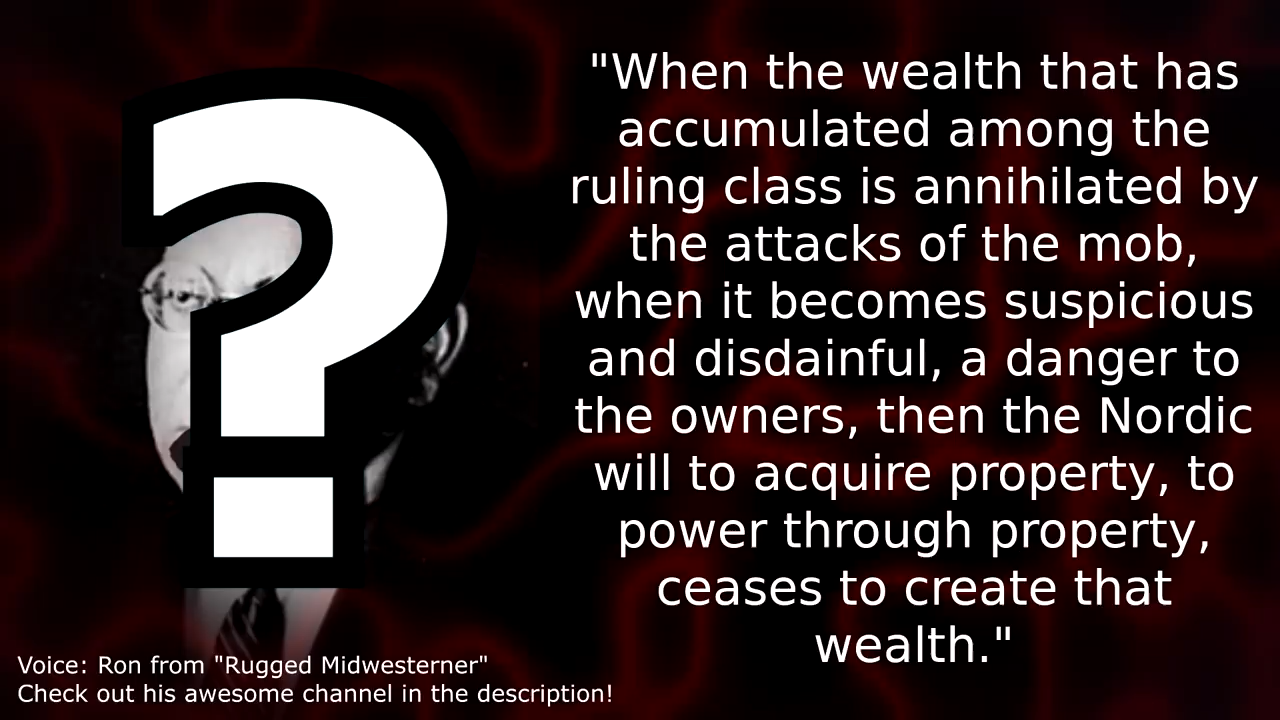 "When the wealth that has
accumulated among the
ruling class is annihilated by
the attacks of the mob,
when it becomes suspicious
and disdainful, a danger to
the owners, then the Nordic
will to acquire property, to
power through property,
ceases to create that
wealth."
?
Voice: Ron from "Rugged Midwesterner"
Check out his awesome channel in the description!